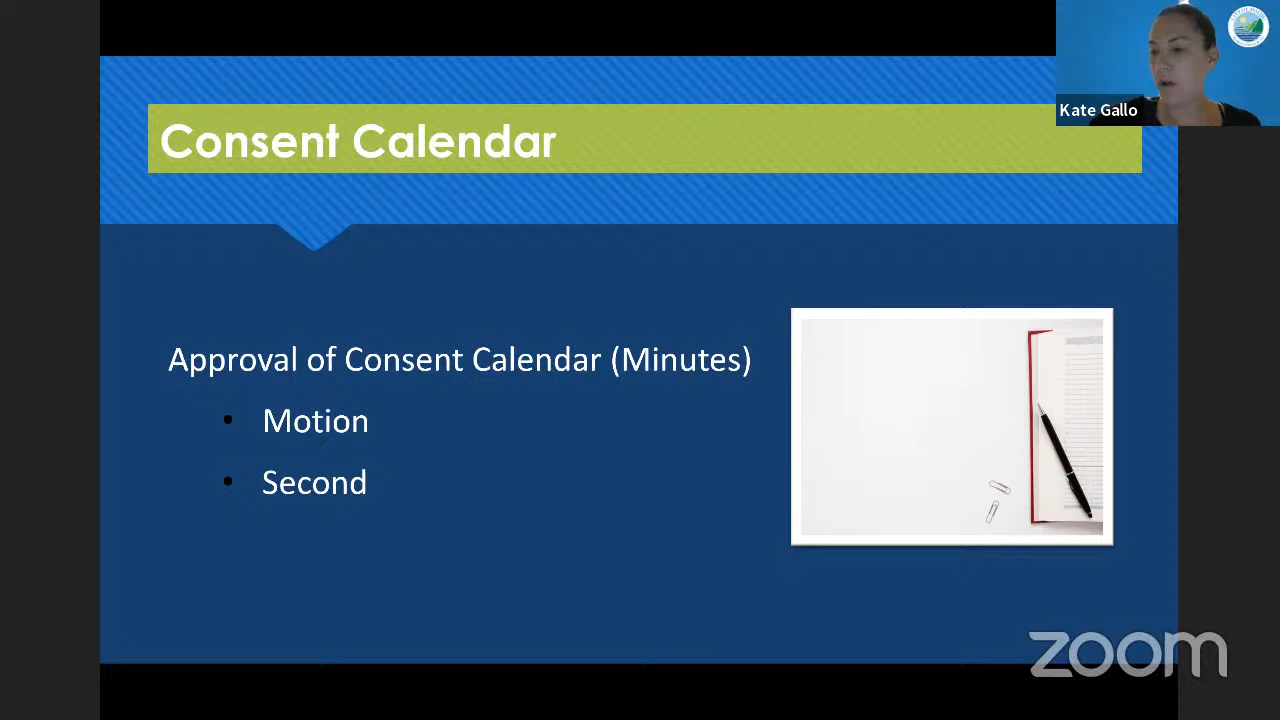 Consent Calendar
Kate Gallo
Approval of Consent Calendar (Minutes)
• Motion
• Second
zoom